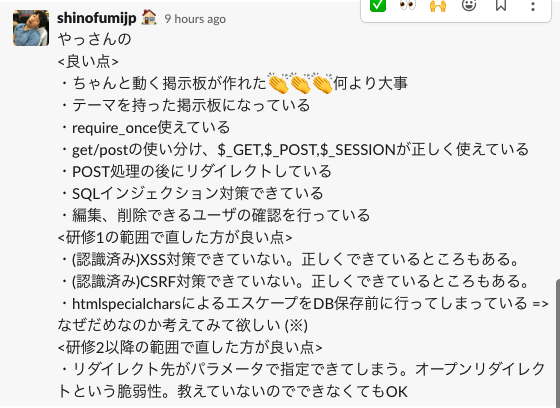 shinofumijp 9 hours ago
やっさんの
<良い点>
・ちゃんと動く掲示板が作れた👏👏👏何より大事
・テーマを持った掲示板になっている
・require_once使えている
・get/postの使い分け、$_GET,$_POST,$_SESSIONが正しく使えている
・POST処理の後にリダイレクトしている
・SQLインジェクション対策できている
・編集、削除できるユーザの確認を行っている
<研修1の範囲で直した方が良い点>
・(認識済み)XSS対策できていない。正しくできているところもある。
・(認識済み)CSRF対策できていない。正しくできているところもある。
・htmlspecialcharsによるエスケープをDB保存前に行ってしまっている =>
なぜだめなのか考えてみて欲しい (※)
<研修2以降の範囲で直した方が良い点>
・リダイレクト先がパラメータで指定できてしまう。オープンリダイレク
トという脆弱性。教えていないのでできなくてもOK